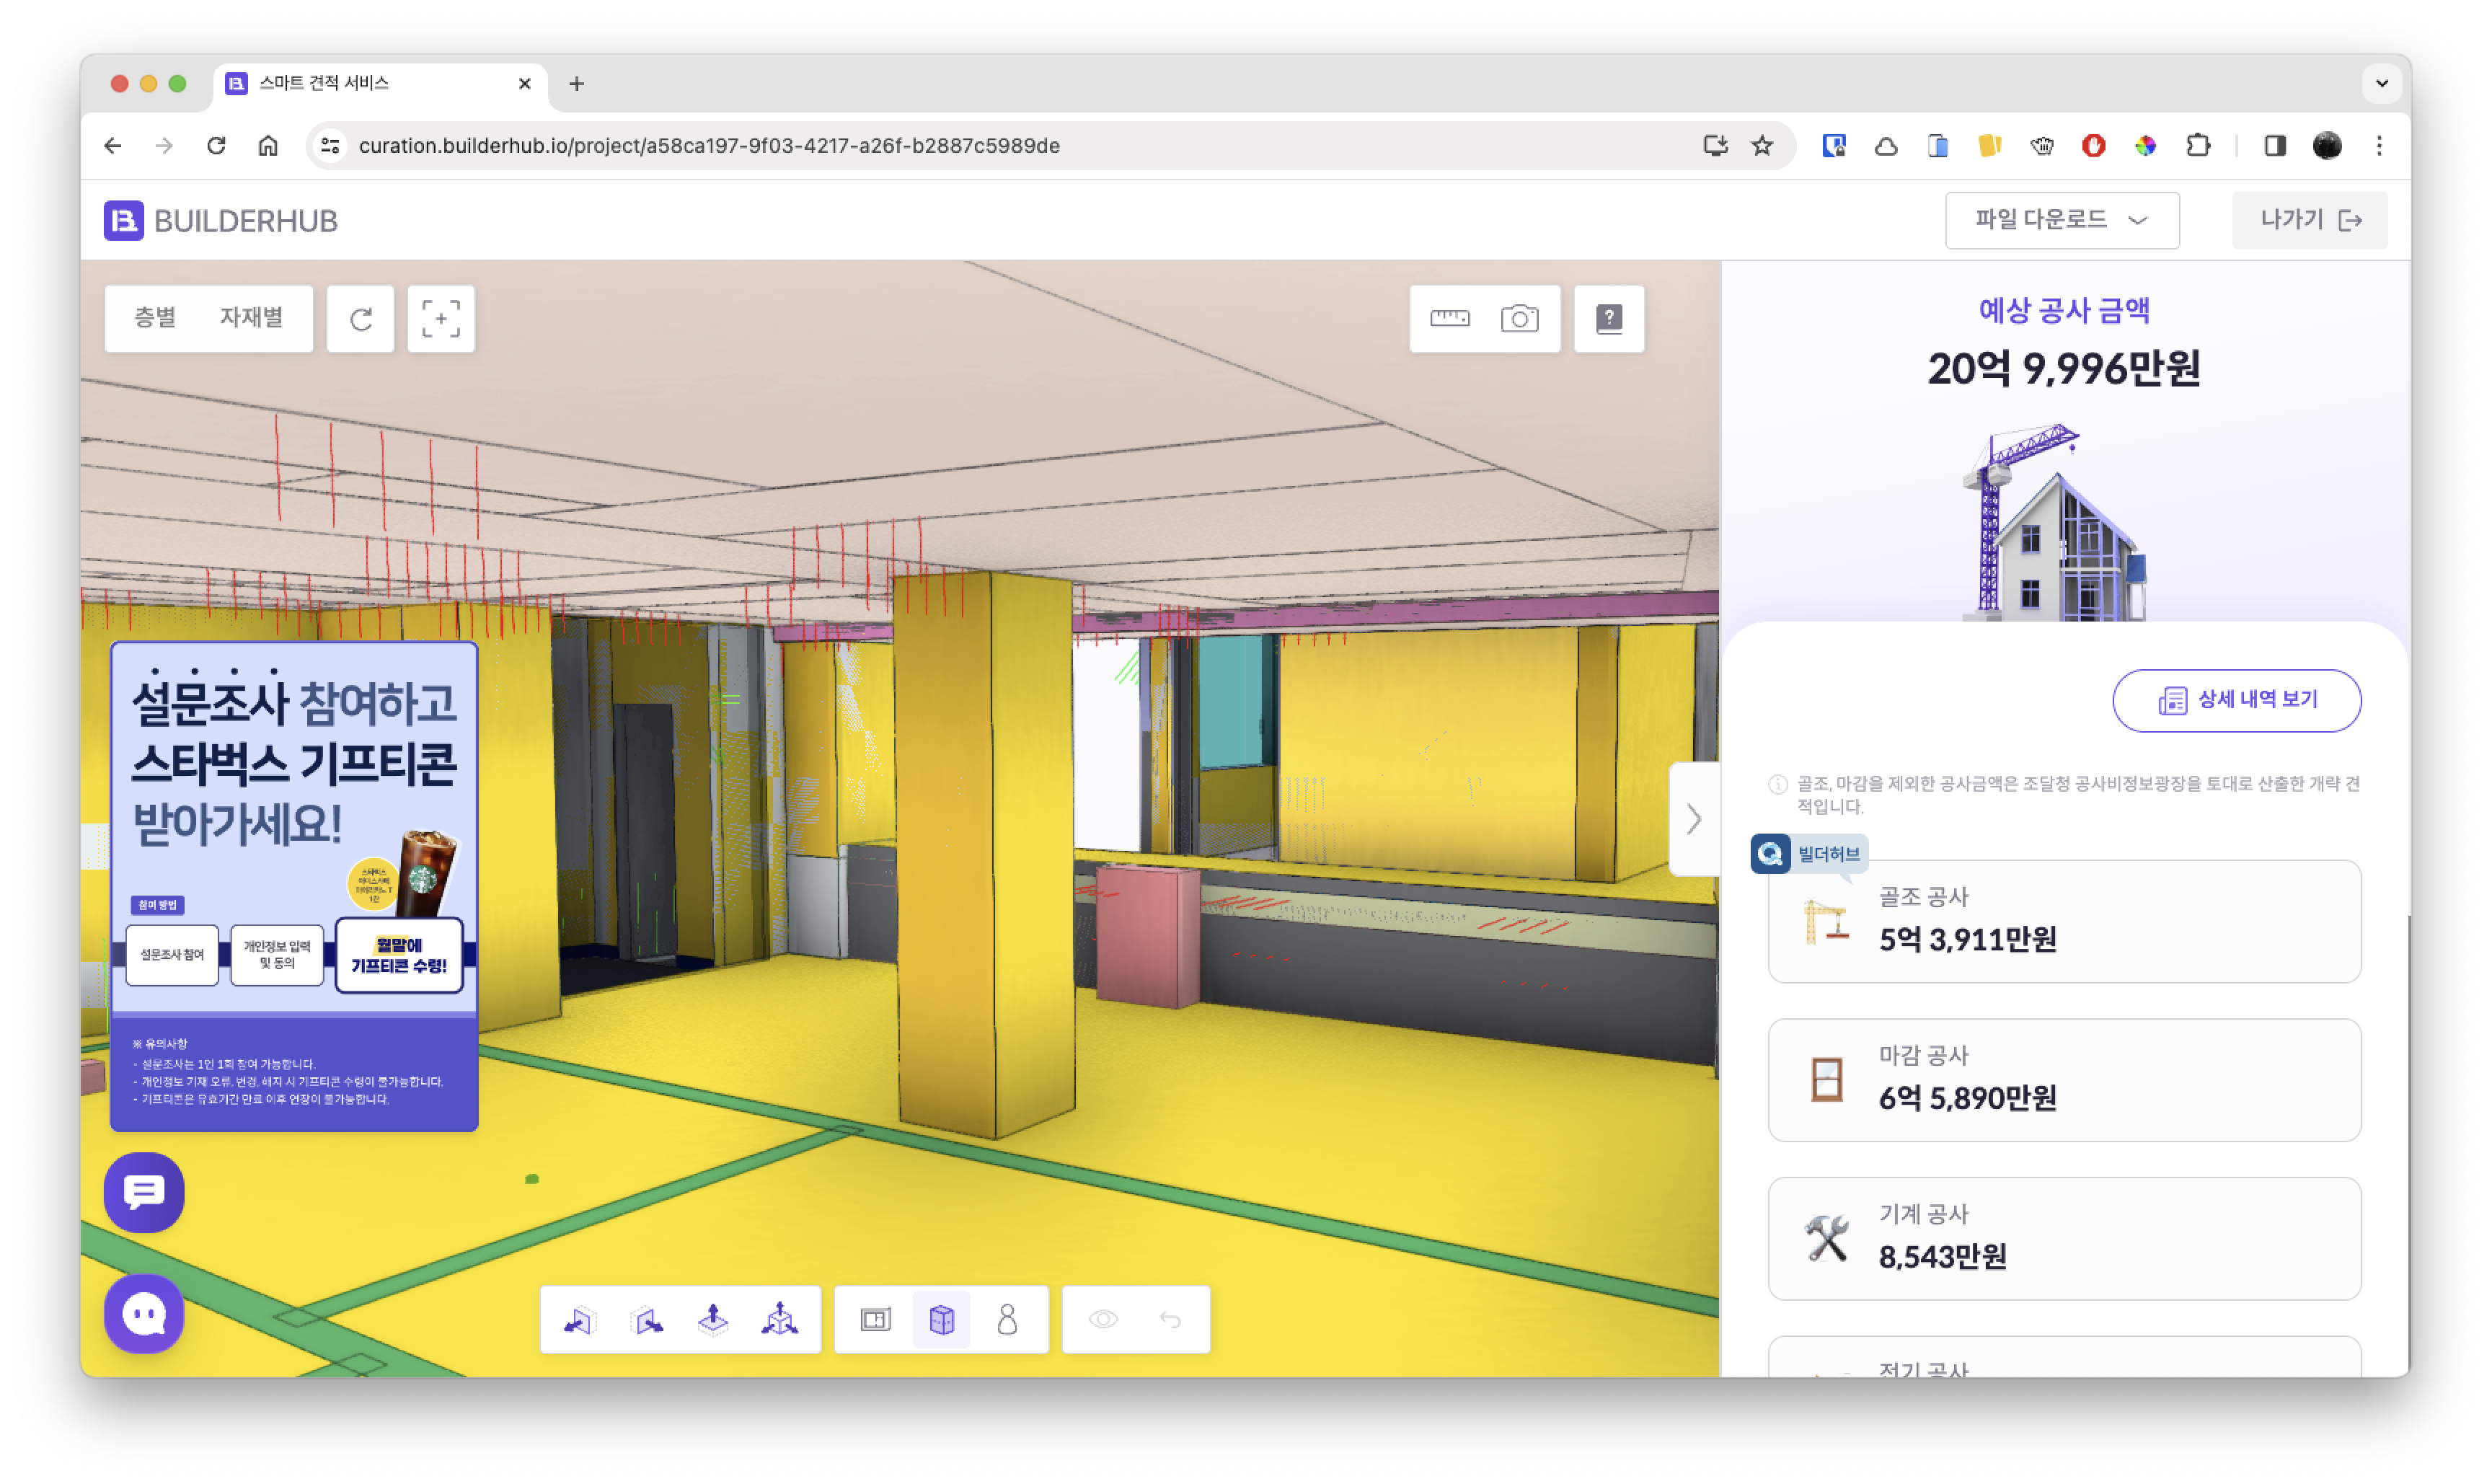 스마트 견적 서비스
curation.builderhub.io/project/a58ca197-9f03-4217-a26f-b2887c5989de
BUILDERHUB
파일 다운로드
나가기
층별
자재별
설문조사 참여하고
스타벅스 기프티콘
받아가세요!
참여 방법
설문조사 참여
개인정보 입력
및 동의
월말에
기프티콘 수령!
※ 유의사항
- 설문조사는 1인 1회 참여 가능합니다.
- 개인정보 기재 오류, 변경, 해지 시 기프티콘 수령이 불가능합니다.
- 기프티콘은 유효기간 만료 이후 연장이 불가능합니다.
예상 공사 금액
20억 9,996만원
상세 내역 보기
골조, 마감을 제외한 공사금액은 조달청 공사비정보광장을 토대로 산출한 개략 견
적입니다.
빌더허브
골조 공사
5억 3,911만원
마감 공사
6억 5,890만원
기계 공사
8,543만원
전기 공사